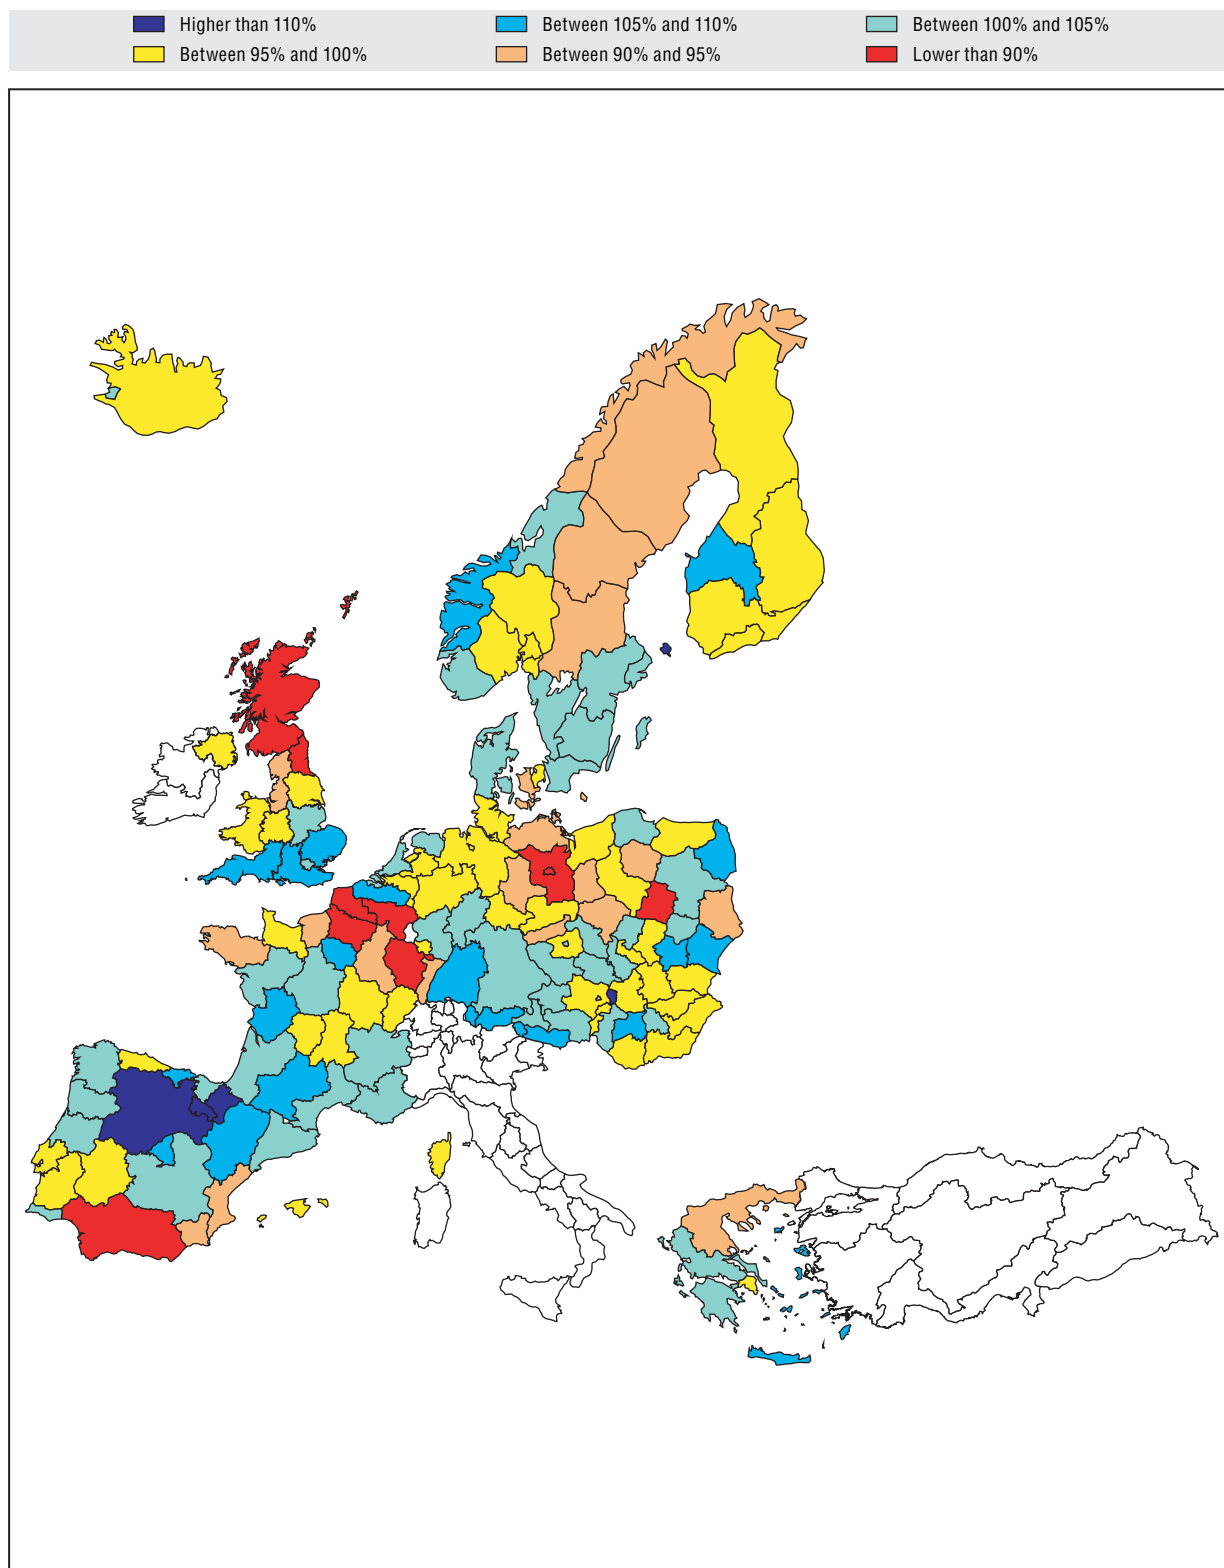 Higher than 110% Between 105% and 110% Between 100% and 105%
Between 95% and 100% Between 90% and 95% Lower than 90%